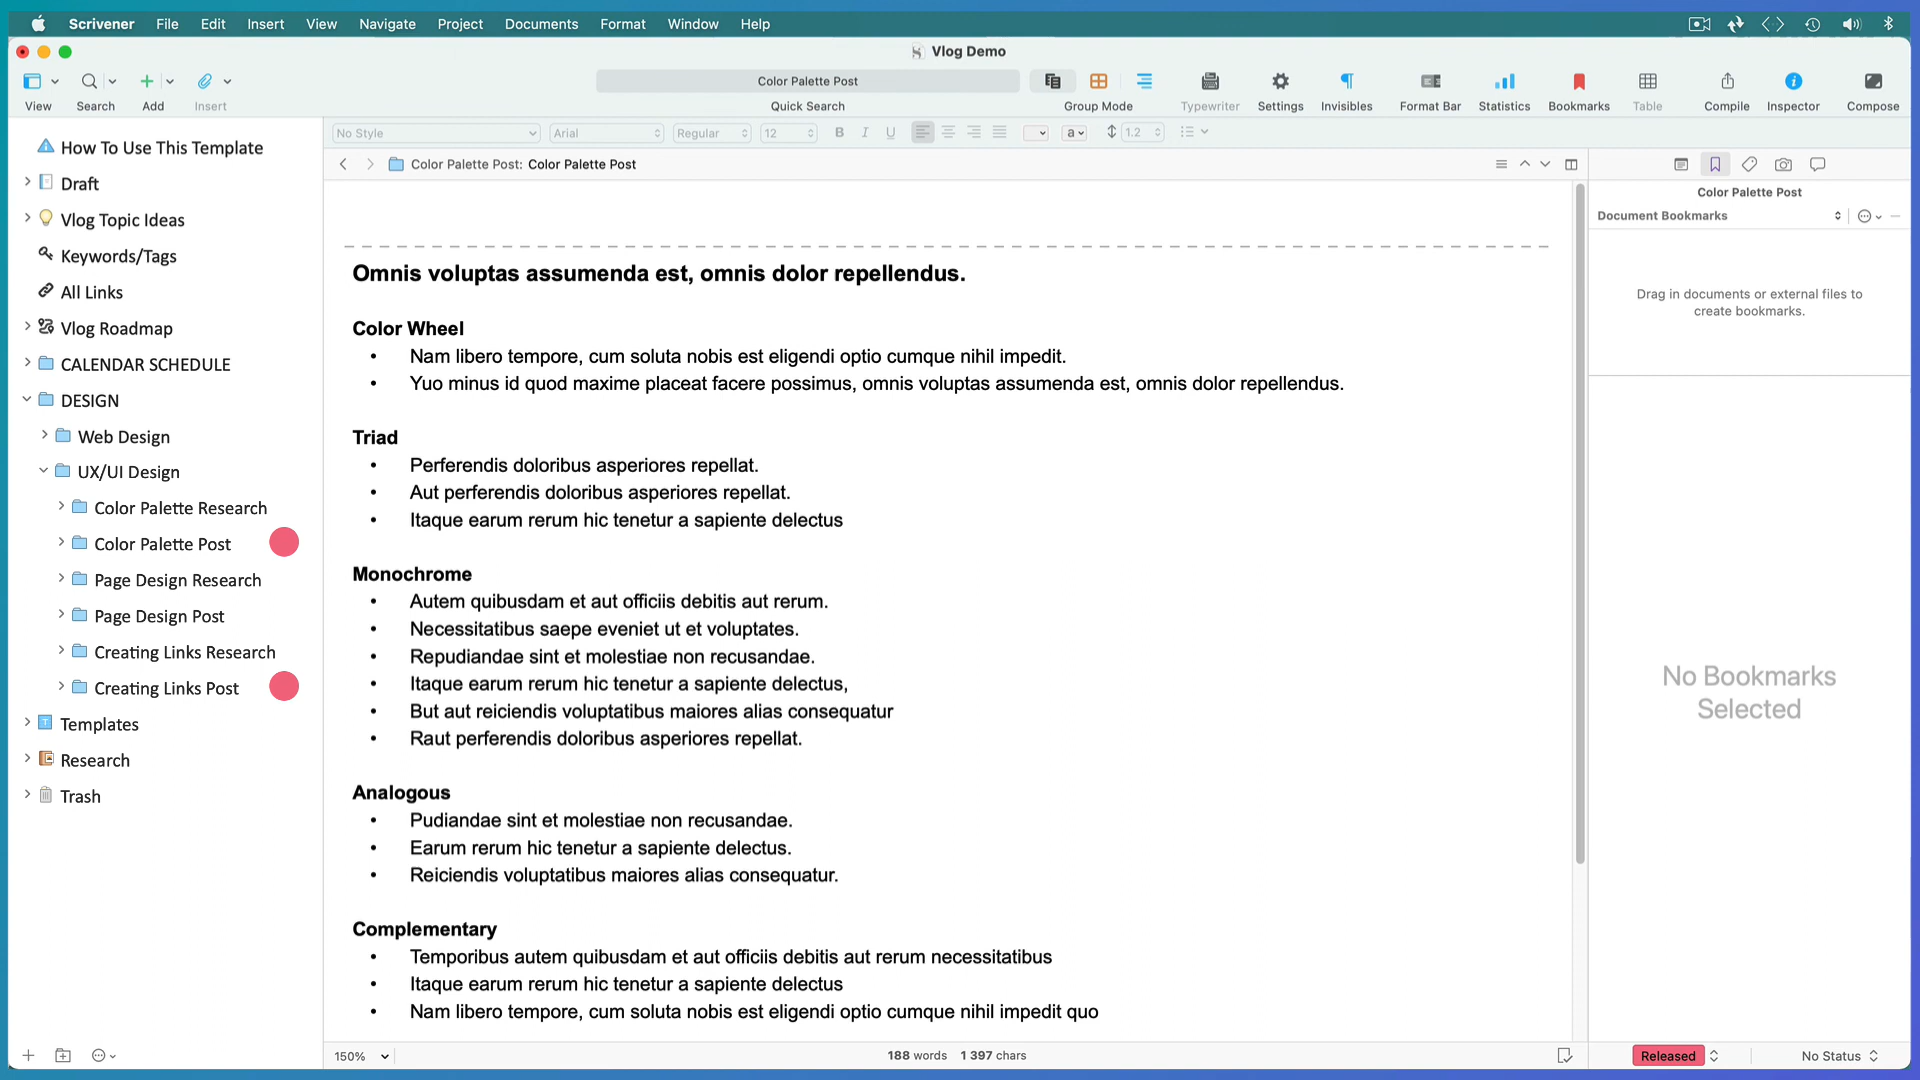 Scrivener File Edit Insert View Navigate Project Documents Format Window Help
Vlog Demo
Color Palette Post
View Search Add Insert Quick Search Group Mode Typewriter Settings Invisibles Format Bar Statistics Bookmarks Table Compile Inspector Compose
No Style Arial Regular 12 B I U a 1.2
How To Use This Template
Draft
Vlog Topic Ideas
Keywords/Tags
All Links
Vlog Roadmap
CALENDAR SCHEDULE
DESIGN
Web Design
UX/UI Design
Color Palette Research
Color Palette Post
Page Design Research
Page Design Post
Creating Links Research
Creating Links Post
Templates
Research
Trash
Color Palette Post: Color Palette Post
Omnis voluptas assumenda est, omnis dolor repellendus.
Color Wheel
• Nam libero tempore, cum soluta nobis est eligendi optio cumque nihil impedit.
• Yuo minus id quod maxime placeat facere possimus, omnis voluptas assumenda est, omnis dolor repellendus.
Triad
• Perferendis doloribus asperiores repellat.
• Aut perferendis doloribus asperiores repellat.
• Itaque earum rerum hic tenetur a sapiente delectus
Monochrome
• Autem quibusdam et aut officiis debitis aut rerum.
• Necessitatibus saepe eveniet ut et voluptates.
• Repudiandae sint et molestiae non recusandae.
• Itaque earum rerum hic tenetur a sapiente delectus,
• But aut reiciendis voluptatibus maiores alias consequatur
• Raut perferendis doloribus asperiores repellat.
Analogous
• Pudiandae sint et molestiae non recusandae.
• Earum rerum hic tenetur a sapiente delectus.
• Reiciendis voluptatibus maiores alias consequatur.
Complementary
• Temporibus autem quibusdam et aut officiis debitis aut rerum necessitatibus
• Itaque earum rerum hic tenetur a sapiente delectus
• Nam libero tempore, cum soluta nobis est eligendi optio cumque nihil impedit quo
150% 188 words 1 397 chars
Color Palette Post
Document Bookmarks
Drag in documents or external files to
create bookmarks.
No Bookmarks
Selected
Released No Status